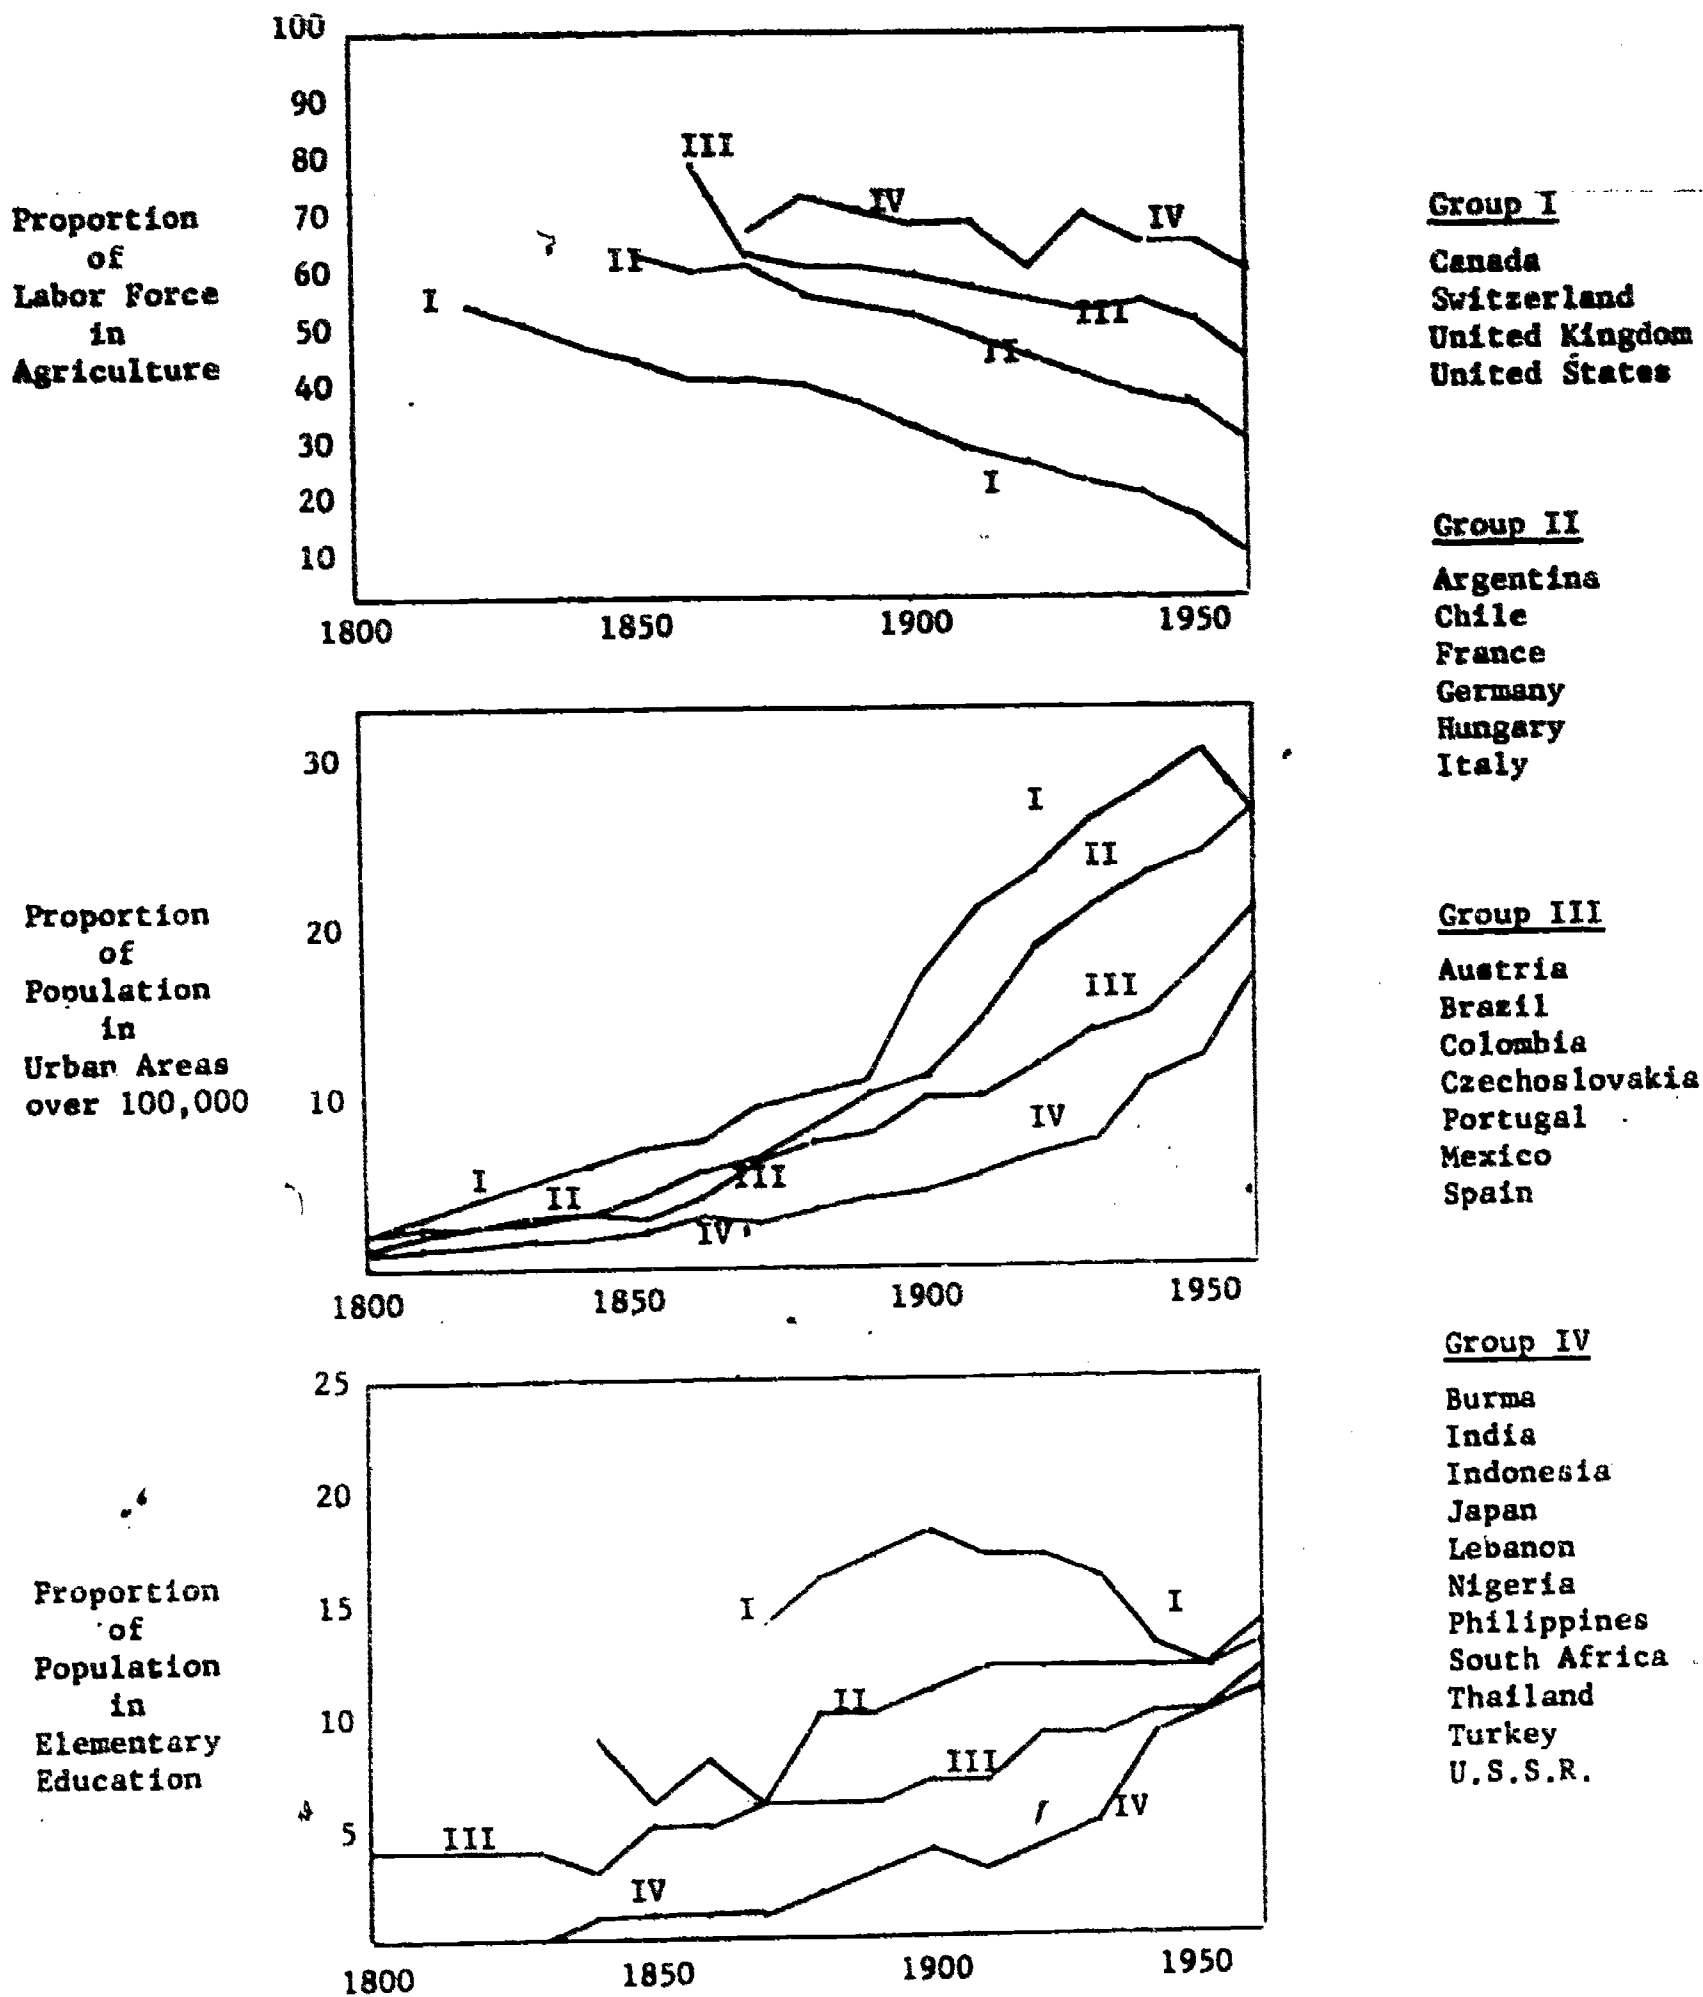 100
90
80
70
60
50
40
30
20
10
Proportion
of
Labor Force
in
Agriculture
III
IV
IV
II
I
III
II
I
1800 1850 1900 1950
30
20
10
Proportion
of
Population
in
Urban Areas
over 100,000
I
II
III
I
II
III
IV
IV
1800 1850 1900 1950
25
20
15
10
5
Proportion
of
Population
in
Elementary
Education
I
I
II
III
III
IV
IV
1800 1850 1900 1950
Group I
Canada
Switzerland
United Kingdom
United States
Group II
Argentina
Chile
France
Germany
Hungary
Italy
Group III
Austria
Brazil
Colombia
Czechoslovakia
Portugal
Mexico
Spain
Group IV
Burma
India
Indonesia
Japan
Lebanon
Nigeria
Philippines
South Africa
Thailand
Turkey
U.S.S.R.